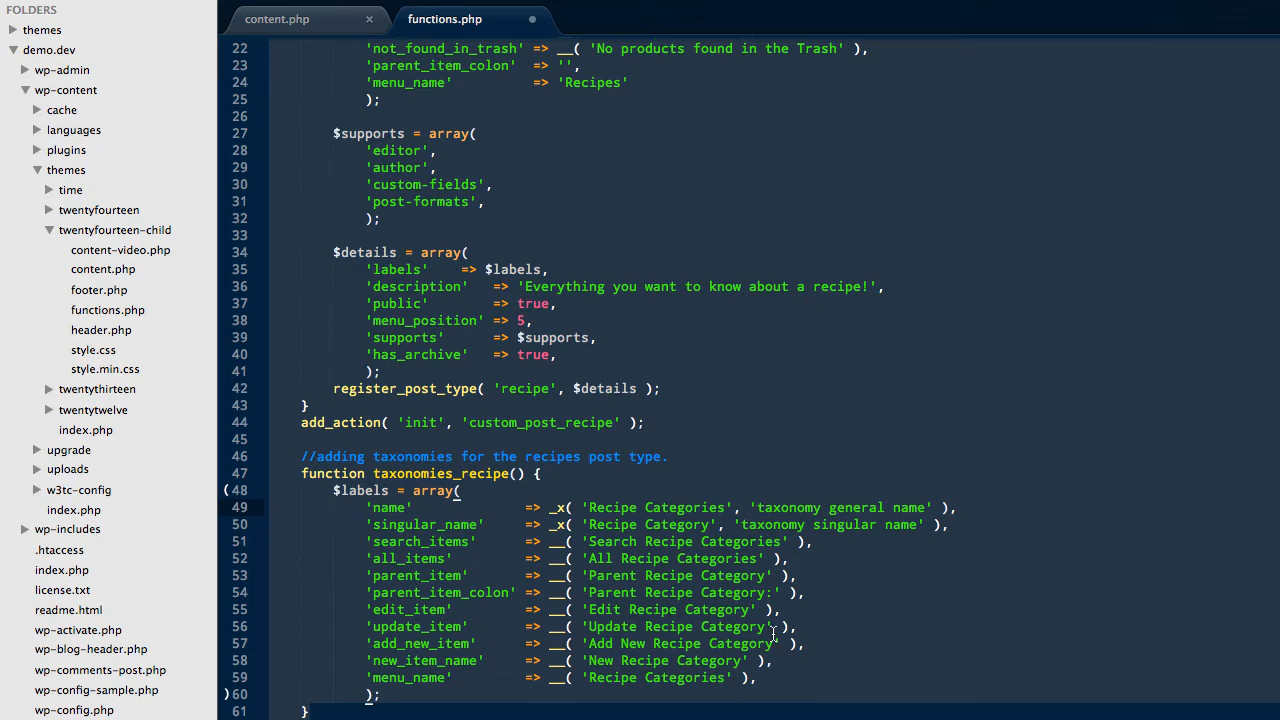 FOLDERS
themes
demo.dev
wp-admin
wp-content
cache
languages
plugins
themes
time
twentyfourteen
twentyfourteen-child
content-video.php
content.php
footer.php
functions.php
header.php
style.css
style.min.css
twentythirteen
twentytwelve
index.php
upgrade
uploads
w3tc-config
index.php
wp-includes
.htaccess
index.php
license.txt
readme.html
wp-activate.php
wp-blog-header.php
wp-comments-post.php
wp-config-sample.php
wp-config.php
content.php ×
functions.php
22 'not_found_in_trash' => __( 'No products found in the Trash' ),
23 'parent_item_colon' => '',
24 'menu_name' => 'Recipes'
25 );
26
27 $supports = array(
28 'editor',
29 'author',
30 'custom-fields',
31 'post-formats',
32 );
33
34 $details = array(
35 'labels' => $labels,
36 'description' => 'Everything you want to know about a recipe!',
37 'public' => true,
38 'menu_position' => 5,
39 'supports' => $supports,
40 'has_archive' => true,
41 );
42 register_post_type( 'recipe', $details );
43 }
44 add_action( 'init', 'custom_post_recipe' );
45
46 //adding taxonomies for the recipes post type.
47 function taxonomies_recipe() {
(48 $labels = array(
49 'name' => _x( 'Recipe Categories', 'taxonomy general name' ),
50 'singular_name' => _x( 'Recipe Category', 'taxonomy singular name' ),
51 'search_items' => __( 'Search Recipe Categories' ),
52 'all_items' => __( 'All Recipe Categories' ),
53 'parent_item' => __( 'Parent Recipe Category' ),
54 'parent_item_colon' => __( 'Parent Recipe Category:' ),
55 'edit_item' => __( 'Edit Recipe Category' ),
56 'update_item' => __( 'Update Recipe Category' ),
57 'add_new_item' => __( 'Add New Recipe Category' ),
58 'new_item_name' => __( 'New Recipe Category' ),
59 'menu_name' => __( 'Recipe Categories' ),
)60 );
61 }